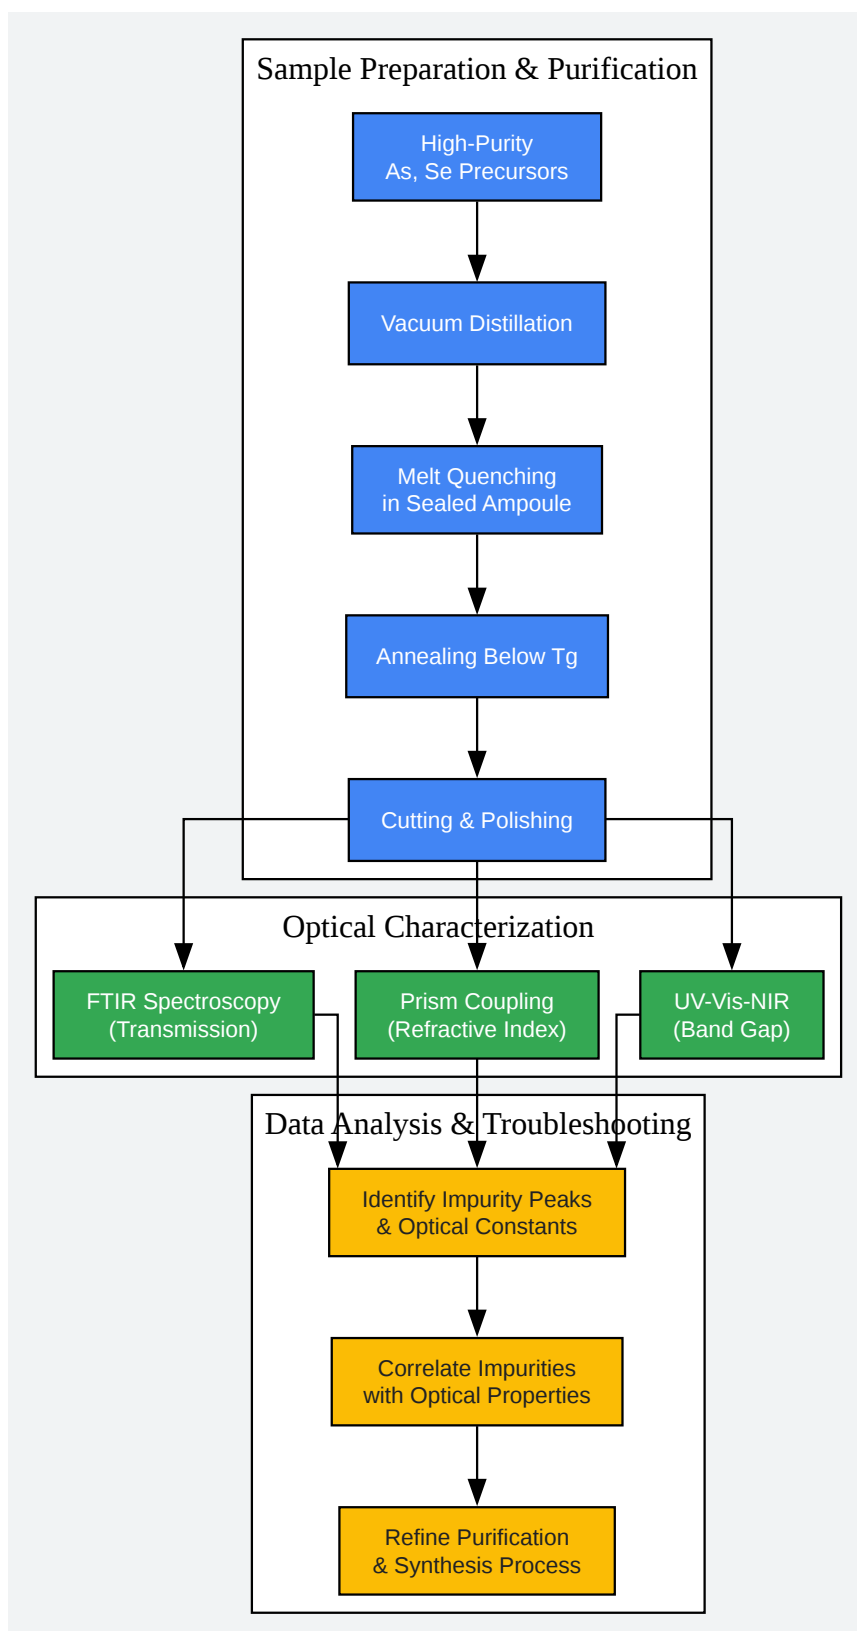 Sample Preparation & Purification
High-Purity
As, Se Precursors
Vacuum Distillation
Melt Quenching
in Sealed Ampoule
Annealing Below Tg
Cutting & Polishing
Optical Characterization
FTIR Spectroscopy
(Transmission)
Prism Coupling
(Refractive Index)
UV-Vis-NIR
(Band Gap)
Data Analysis & Troubleshooting
Identify Impurity Peaks
& Optical Constants
Correlate Impurities
with Optical Properties
Refine Purification
& Synthesis Process